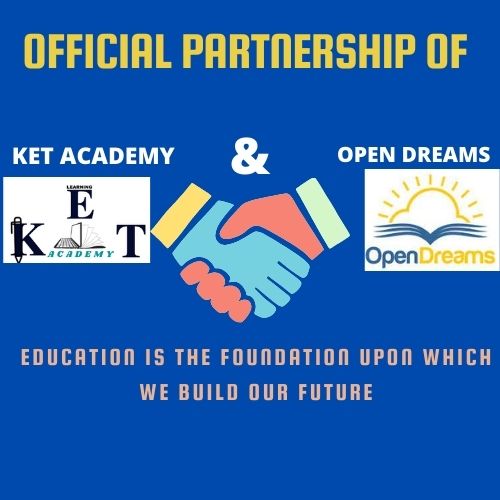 OFFICIAL PARTNERSHIP OF
KET ACADEMY
&
OPEN DREAMS
LEARNING
E
K T
ACADEMY
OpenDreams
EDUCATION IS THE FOUNDATION UPON WHICH
WE BUILD OUR FUTURE